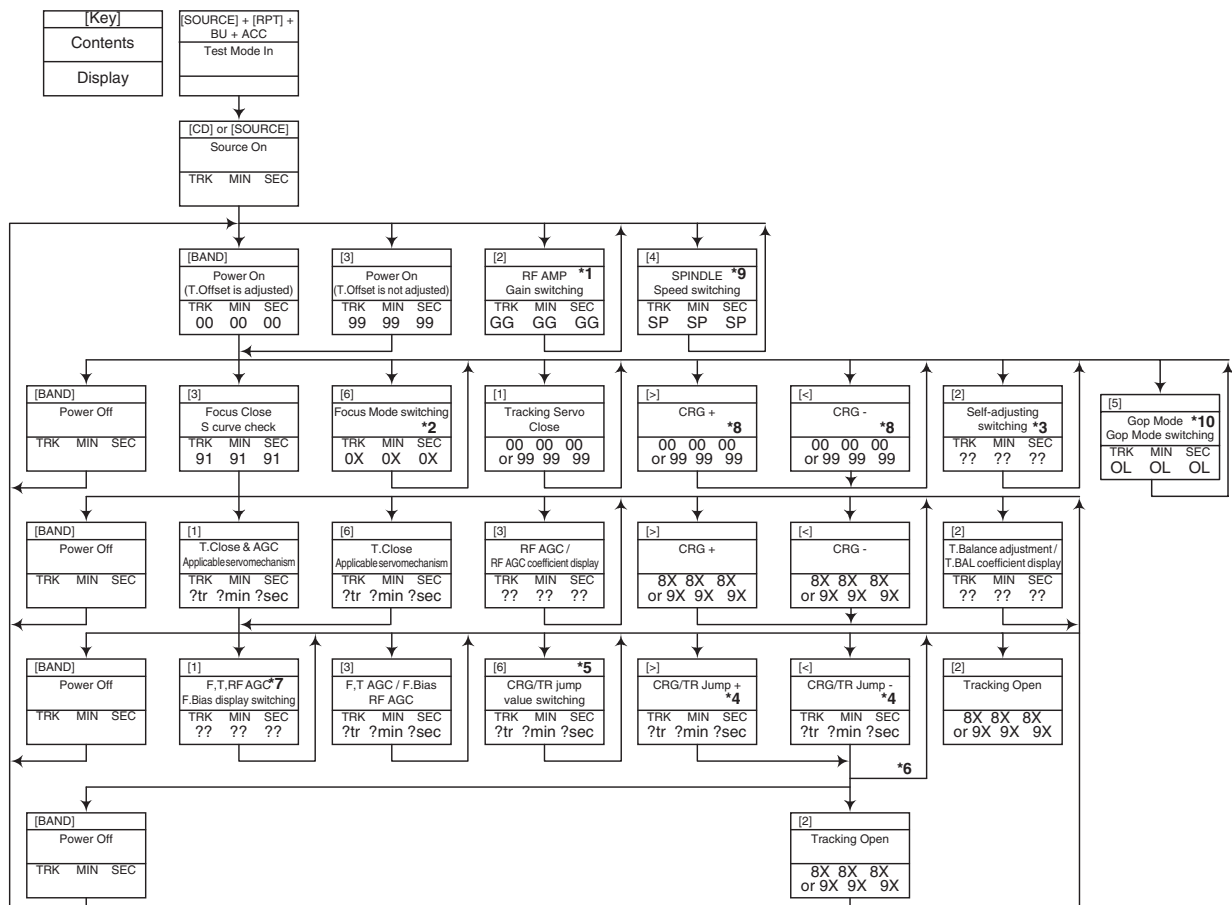 [Key]
Contents
Display
[SOURCE] + [RPT] +
BU + ACC
Test Mode In
[CD] or [SOURCE]
Source On
TRK MIN SEC
[BAND]
Power On
(T.Offset is adjusted)
TRK MIN SEC
00 00 00
[3]
Power On
(T.Offset is not adjusted)
TRK MIN SEC
99 99 99
[2]
RF AMP *1
Gain switching
TRK MIN SEC
GG GG GG
[4]
SPINDLE *9
Speed switching
TRK MIN SEC
SP SP SP
[BAND]
Power Off
TRK MIN SEC
[3]
Focus Close
S curve check
TRK MIN SEC
91 91 91
[6]
Focus Mode switching
*2
TRK MIN SEC
0X 0X 0X
[1]
Tracking Servo
Close
00 00 00
or 99 99 99
[>]
CRG +
*8
00 00 00
or 99 99 99
[<]
CRG -
*8
00 00 00
or 99 99 99
[2]
Self-adjusting
switching *3
TRK MIN SEC
?? ?? ??
[5]
Gop Mode *10
Gop Mode switching
TRK MIN SEC
OL OL OL
[BAND]
Power Off
TRK MIN SEC
[1]
T.Close & AGC
Applicable servomechanism
TRK MIN SEC
?tr ?min ?sec
[6]
T.Close
Applicable servomechanism
TRK MIN SEC
?tr ?min ?sec
[3]
RF AGC /
RF AGC coefficient display
TRK MIN SEC
?? ?? ??
[>]
CRG +
8X 8X 8X
or 9X 9X 9X
[<]
CRG -
8X 8X 8X
or 9X 9X 9X
[2]
T.Balance adjustment /
T.BAL coefficient display
TRK MIN SEC
?? ?? ??
[BAND]
Power Off
TRK MIN SEC
[1]
F,T,RF AGC *7
F.Bias display switching
TRK MIN SEC
?? ?? ??
[3]
F,T AGC / F.Bias
RF AGC
TRK MIN SEC
?tr ?min ?sec
[6] *5
CRG/TR jump
value switching
TRK MIN SEC
?tr ?min ?sec
[>]
CRG/TR Jump +
*4
TRK MIN SEC
?tr ?min ?sec
[<]
CRG/TR Jump -
*4
TRK MIN SEC
?tr ?min ?sec
[2]
Tracking Open
8X 8X 8X
or 9X 9X 9X
*6
[BAND]
Power Off
TRK MIN SEC
[2]
Tracking Open
8X 8X 8X
or 9X 9X 9X